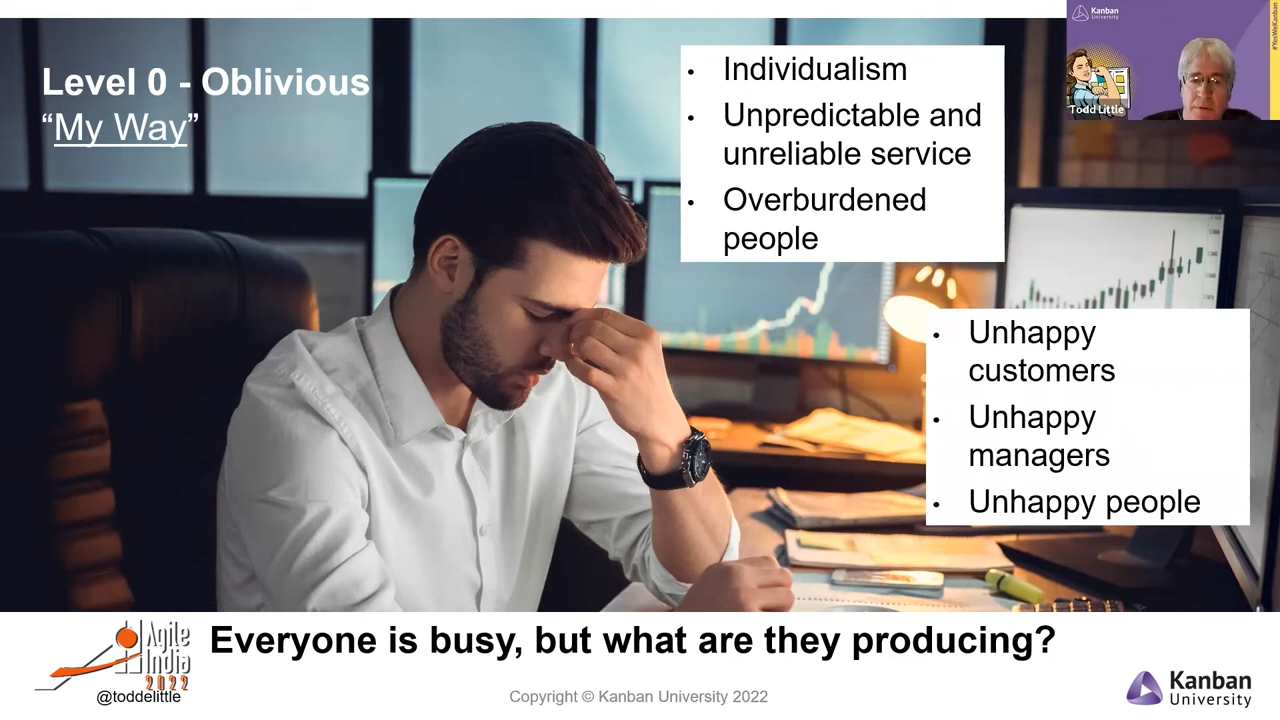 Level 0 - Oblivious
“My Way”
• Individualism
• Unpredictable and
unreliable service
• Overburdened
people
• Unhappy
customers
• Unhappy
managers
• Unhappy people
Kanban
University
#YesWeKanban
Todd Little
Everyone is busy, but what are they producing?
Agile
India
2022
@toddelittle
Copyright © Kanban University 2022
Kanban
University